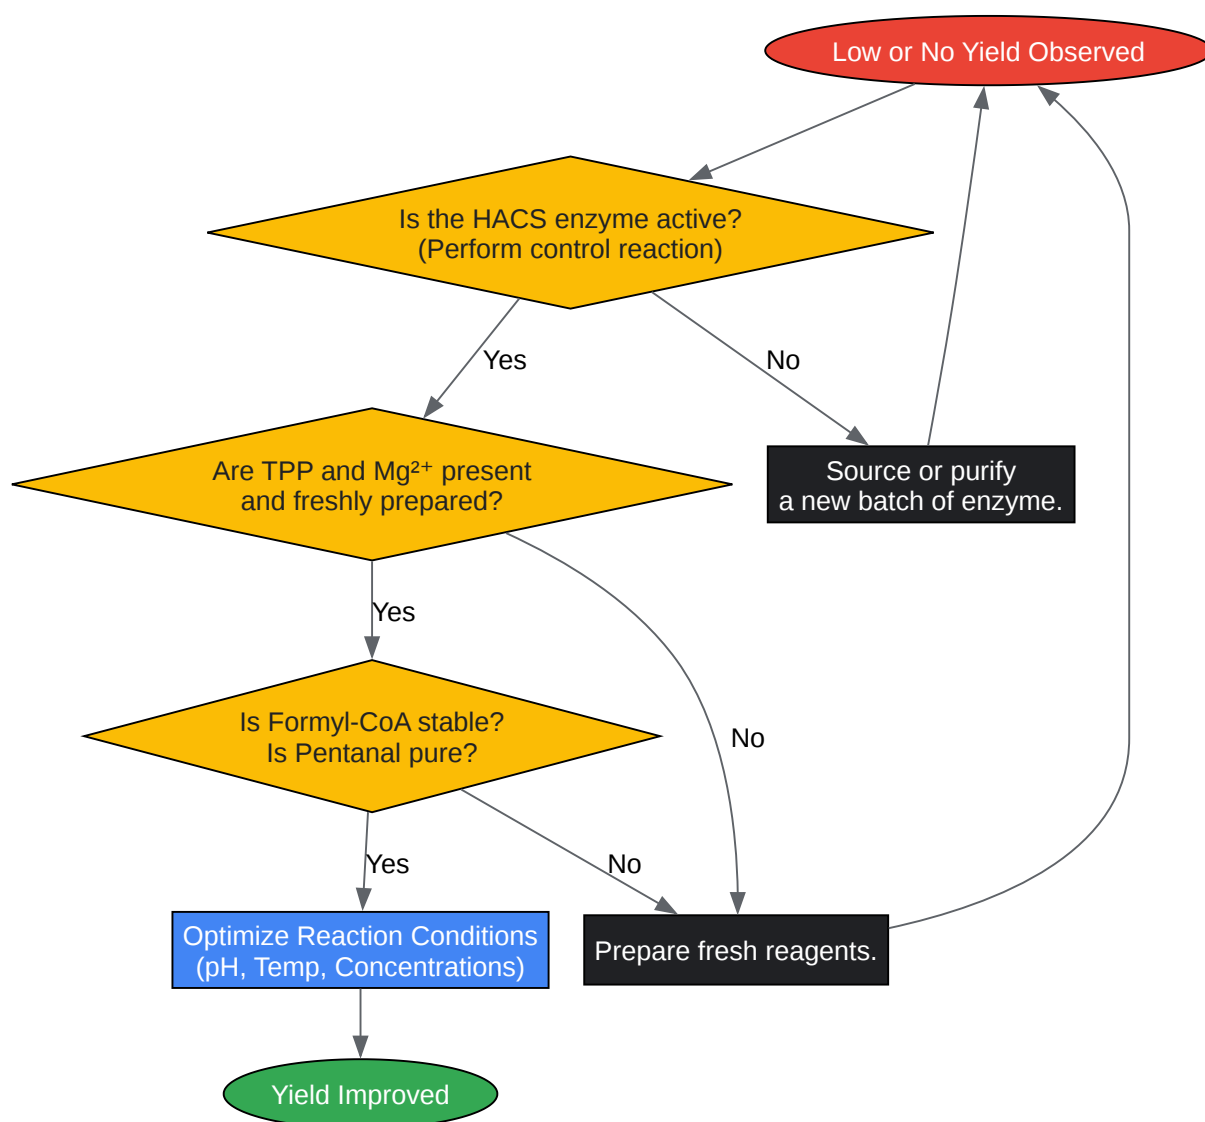 Low or No Yield Observed
Is the HACS enzyme active?
(Perform control reaction)
Yes
No
Are TPP and Mg²⁺ present
and freshly prepared?
Source or purify
a new batch of enzyme.
Yes
No
Is Formyl-CoA stable?
Is Pentanal pure?
Yes
No
Optimize Reaction Conditions
(pH, Temp, Concentrations)
Prepare fresh reagents.
Yield Improved